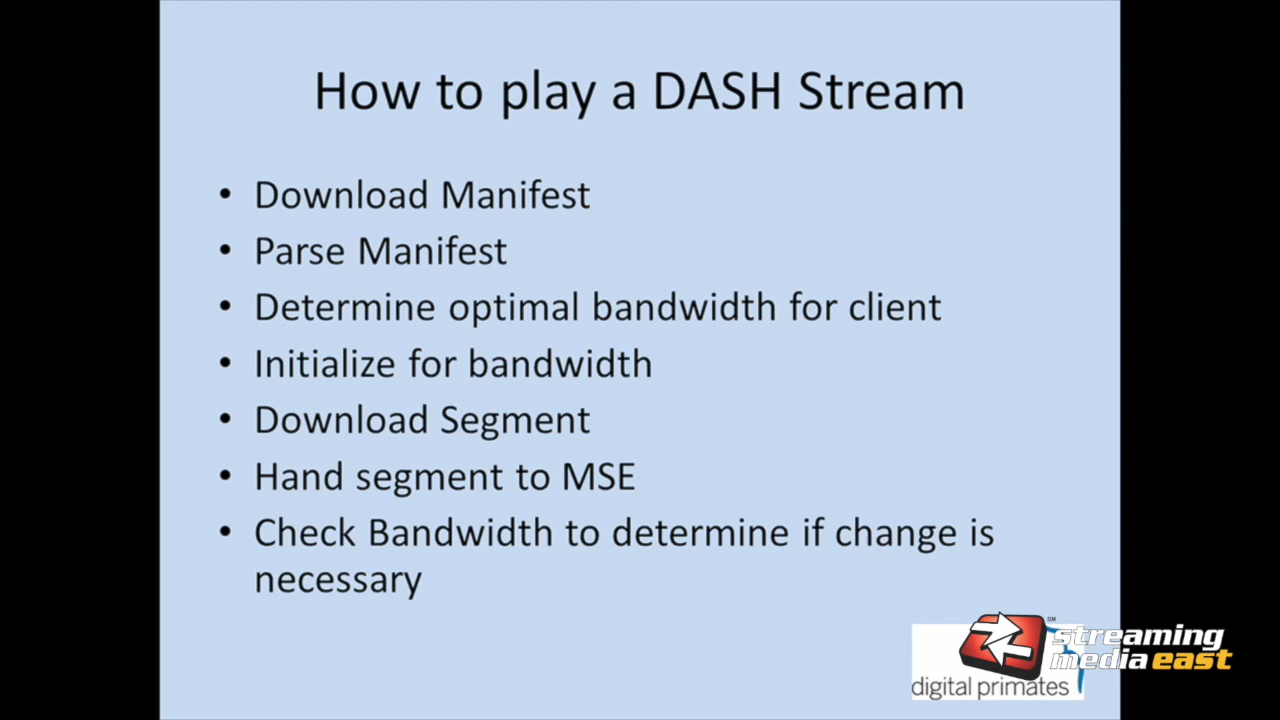 How to play a DASH Stream
• Download Manifest
• Parse Manifest
• Determine optimal bandwidth for client
• Initialize for bandwidth
• Download Segment
• Hand segment to MSE
• Check Bandwidth to determine if change is
necessary
SM
streaming
media east
digital primates